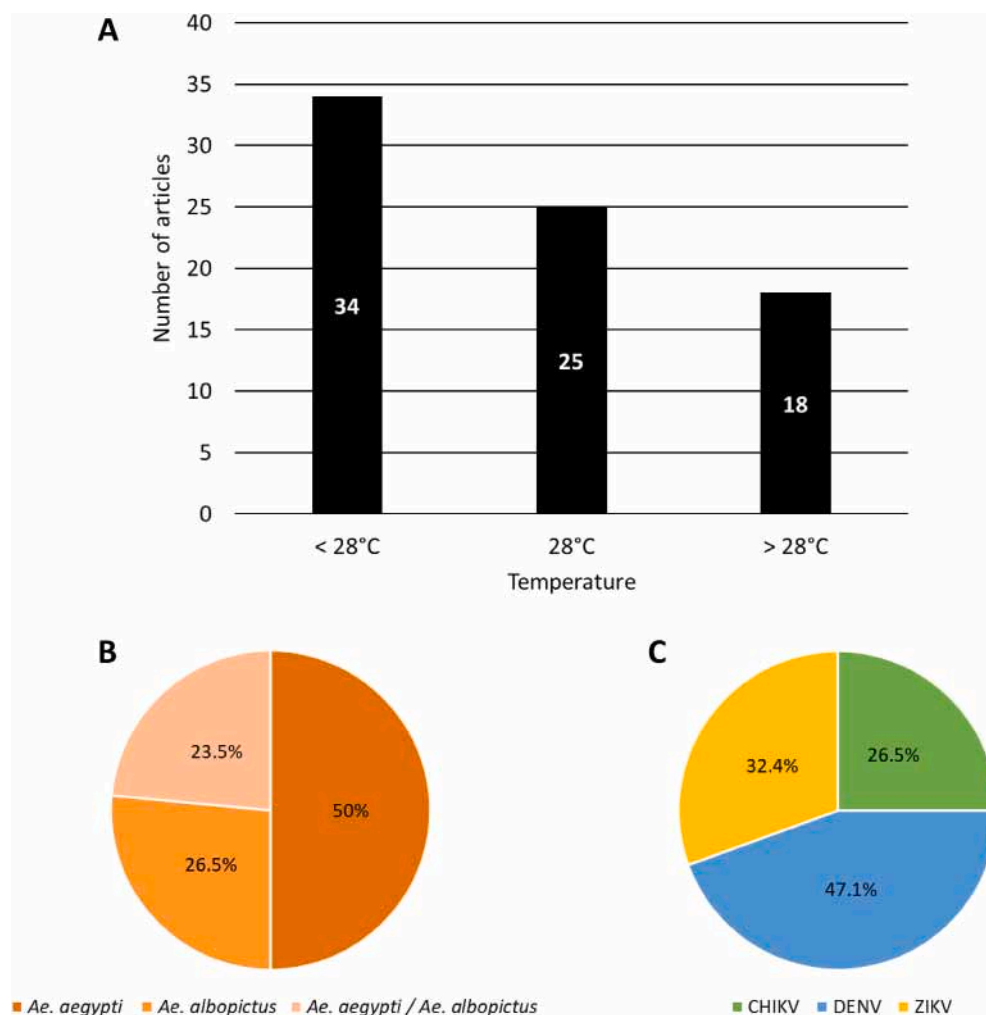 A
40
35
30
25
20
15
10
5
0
Number of articles
34
25
18
< 28°C 28°C > 28°C
Temperature
B
23.5%
50%
26.5%
Ae. aegypti Ae. albopictus Ae. aegypti / Ae. albopictus
C
32.4%
26.5%
47.1%
CHIKV DENV ZIKV